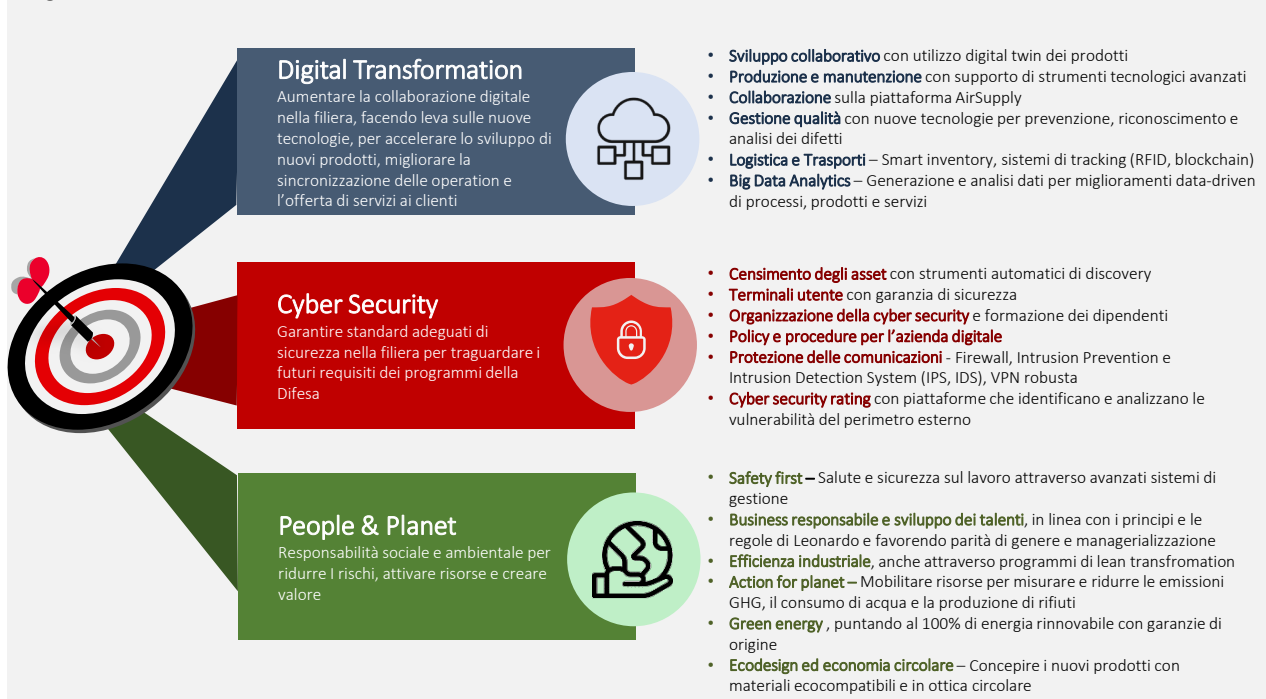 Digital Transformation
Aumentare la collaborazione digitale
nella filiera, facendo leva sulle nuove
tecnologie, per accelerare lo sviluppo di
nuovi prodotti, migliorare la
sincronizzazione delle operation e
l'offerta di servizi ai clienti
• Sviluppo collaborativo con utilizzo digital twin dei prodotti
• Produzione e manutenzione con supporto di strumenti tecnologici avanzati
• Collaborazione sulla piattaforma AirSupply
• Gestione qualità con nuove tecnologie per prevenzione, riconoscimento e
analisi dei difetti
• Logistica e Trasporti – Smart inventory, sistemi di tracking (RFID, blockchain)
• Big Data Analytics – Generazione e analisi dati per miglioramenti data-driven
di processi, prodotti e servizi
Cyber Security
Garantire standard adeguati di
sicurezza nella filiera per traguardare i
futuri requisiti dei programmi della
Difesa
• Censimento degli asset con strumenti automatici di discovery
• Terminali utente con garanzia di sicurezza
• Organizzazione della cyber security e formazione dei dipendenti
• Policy e procedure per l'azienda digitale
• Protezione delle comunicazioni - Firewall, Intrusion Prevention e
Intrusion Detection System (IPS, IDS), VPN robusta
• Cyber security rating con piattaforme che identificano e analizzano le
vulnerabilità del perimetro esterno
People & Planet
Responsabilità sociale e ambientale per
ridurre I rischi, attivare risorse e creare
valore
• Safety first – Salute e sicurezza sul lavoro attraverso avanzati sistemi di
gestione
• Business responsabile e sviluppo dei talenti, in linea con i principi e le
regole di Leonardo e favorendo parità di genere e managerializzazione
• Efficienza industriale, anche attraverso programmi di lean transfromation
• Action for planet – Mobilitare risorse per misurare e ridurre le emissioni
GHG, il consumo di acqua e la produzione di rifiuti
• Green energy , puntando al 100% di energia rinnovabile con garanzie di
origine
• Ecodesign ed economia circolare – Concepire i nuovi prodotti con
materiali ecocompatibili e in ottica circolare